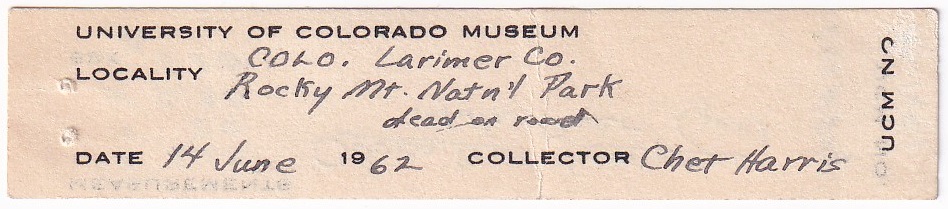 UNIVERSITY OF COLORADO MUSEUM
LOCALITY COLO. Larimer Co.
Rocky Mt. Natn'l Park
dead on road
DATE 14 June 1962 COLLECTOR Chet Harris
UCM NO
MEASUREMENTS